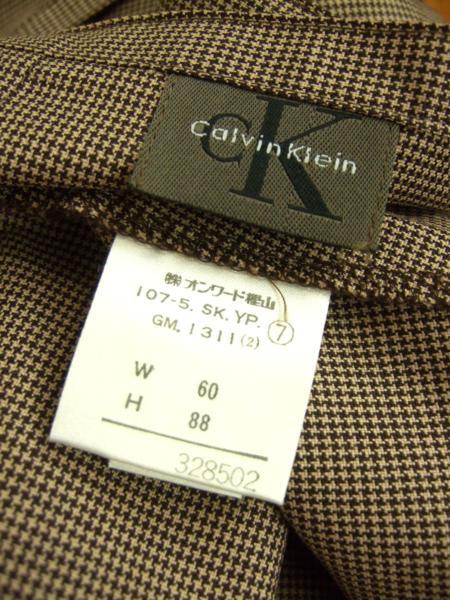 cK
Calvin Klein
㈱オンワード樫山
107-5. SK. YP. ⑦
GM. 1311(2)
W 60
H 88
328502